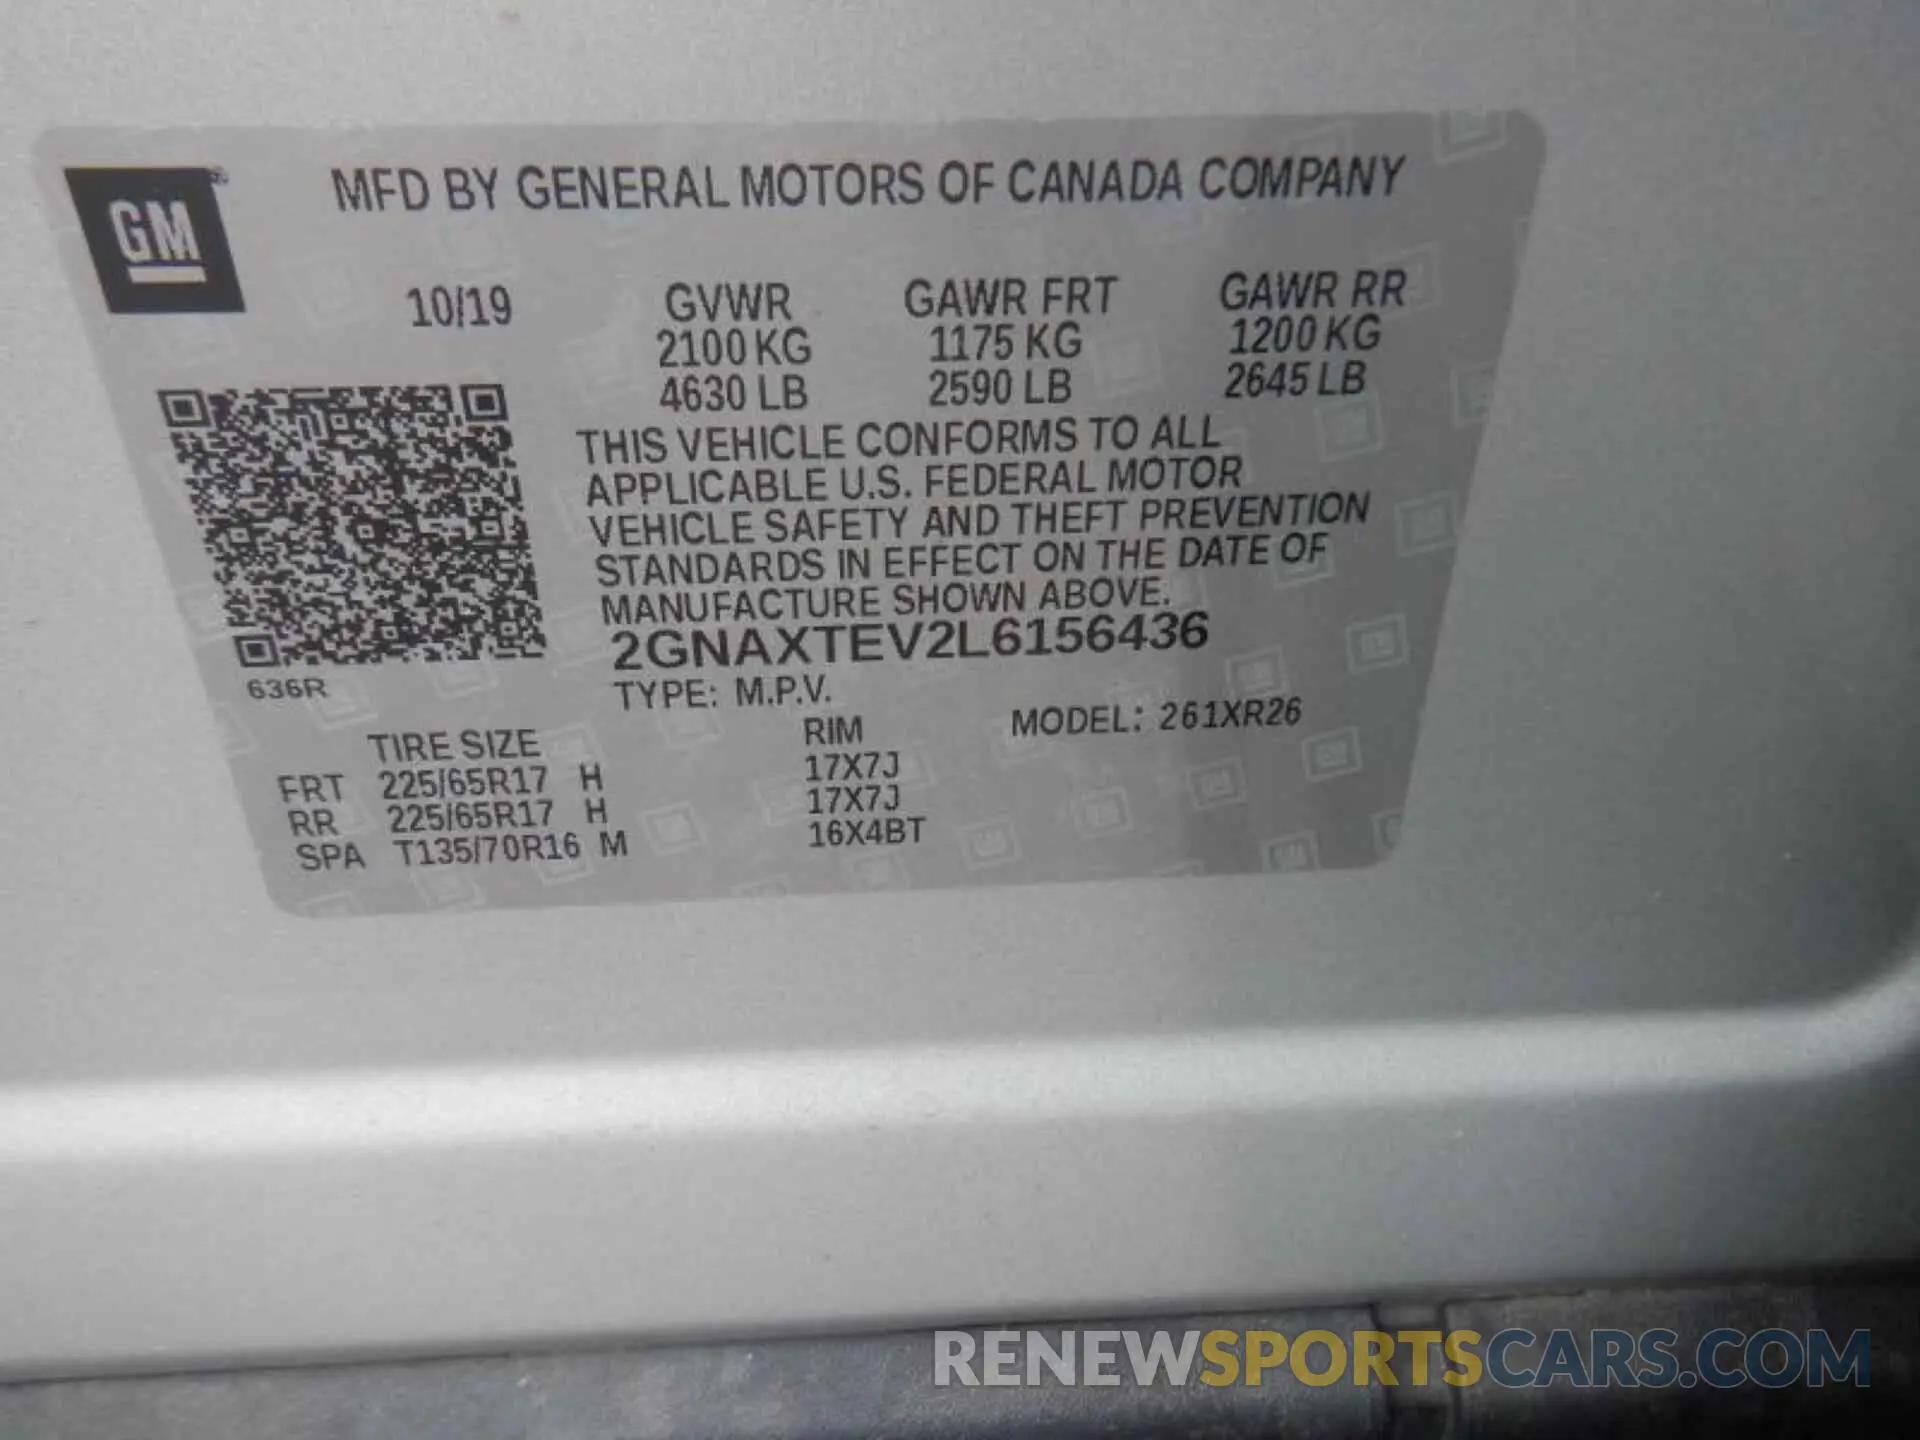 GM
MFD BY GENERAL MOTORS OF CANADA COMPANY
10/19 GVWR GAWR FRT GAWR RR
2100 KG 1175 KG 1200 KG
4630 LB 2590 LB 2645 LB
THIS VEHICLE CONFORMS TO ALL
APPLICABLE U.S. FEDERAL MOTOR
VEHICLE SAFETY AND THEFT PREVENTION
STANDARDS IN EFFECT ON THE DATE OF
MANUFACTURE SHOWN ABOVE.
2GNAXTEV2L6156436
636R
TYPE: M.P.V.
MODEL: 261XR26
TIRE SIZE RIM
FRT 225/65R17 H 17X7J
RR 225/65R17 H 17X7J
SPA T135/70R16 M 16X4BT
RENEWSPORTSCARS.COM